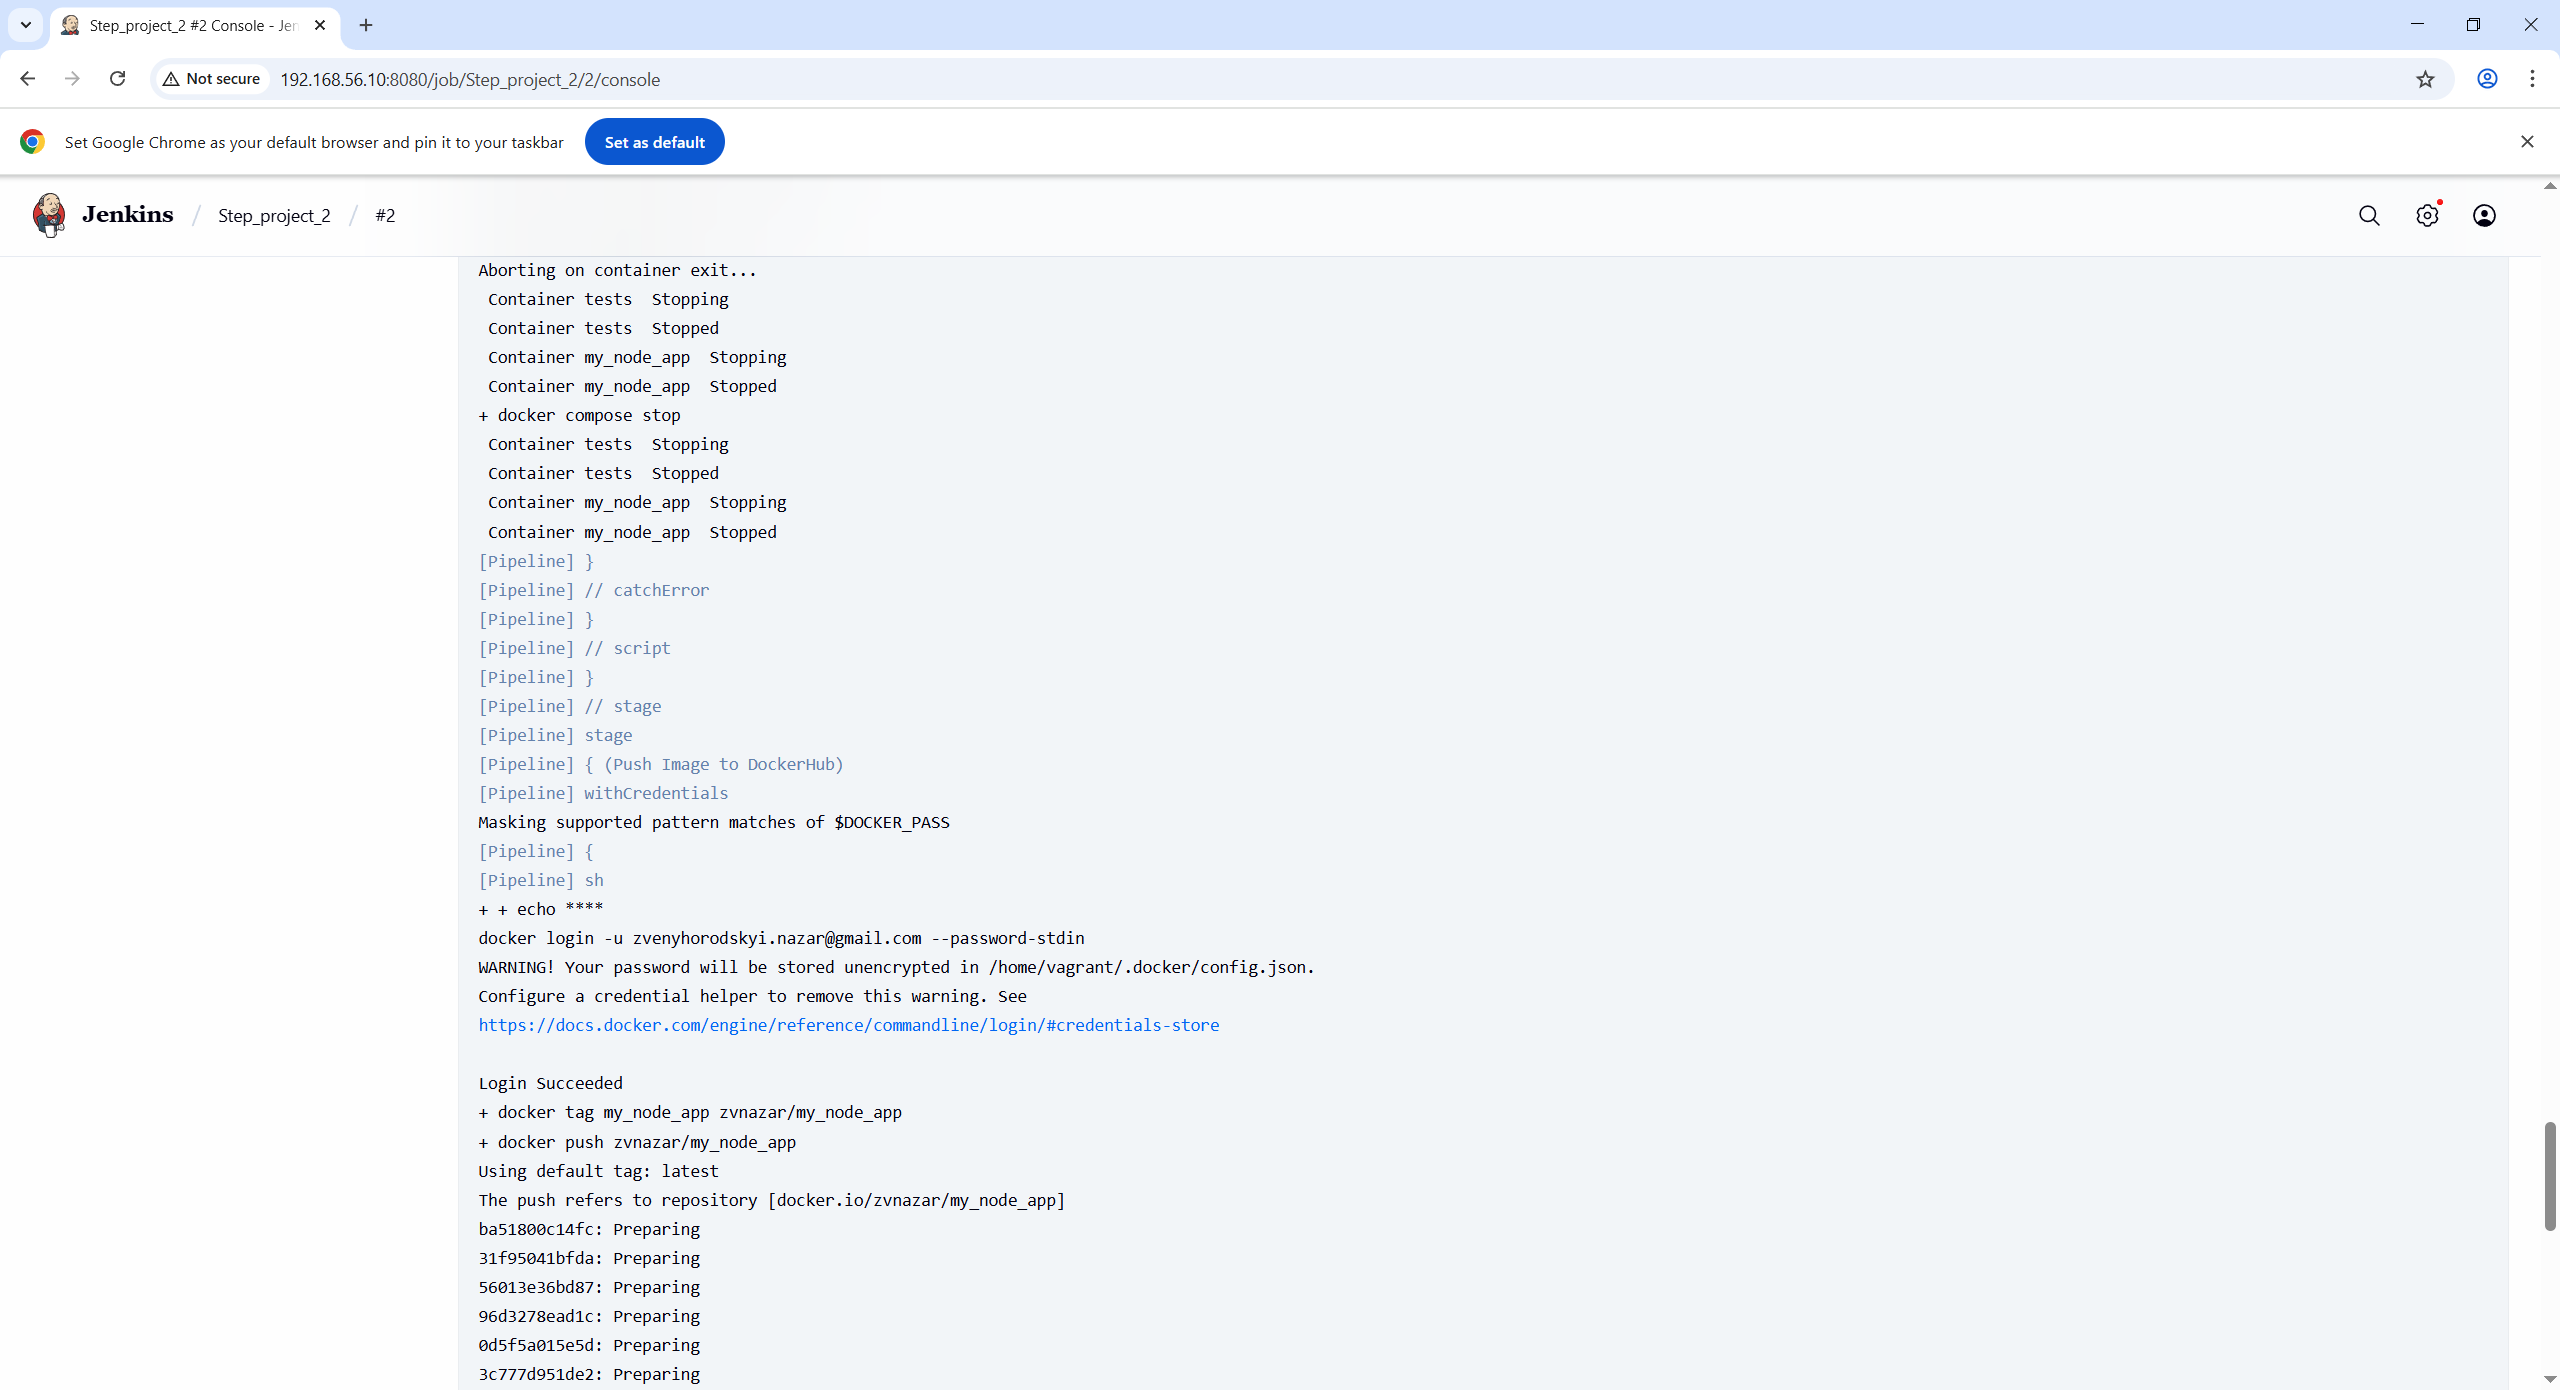 Step_project_2 #2 Console - Jen
Not secure
192.168.56.10:8080/job/Step_project_2/2/console
Set Google Chrome as your default browser and pin it to your taskbar
Set as default
Jenkins / Step_project_2 / #2
Aborting on container exit...
 Container tests  Stopping
 Container tests  Stopped
 Container my_node_app  Stopping
 Container my_node_app  Stopped
+ docker compose stop
 Container tests  Stopping
 Container tests  Stopped
 Container my_node_app  Stopping
 Container my_node_app  Stopped
[Pipeline] }
[Pipeline] // catchError
[Pipeline] }
[Pipeline] // script
[Pipeline] }
[Pipeline] // stage
[Pipeline] stage
[Pipeline] { (Push Image to DockerHub)
[Pipeline] withCredentials
Masking supported pattern matches of $DOCKER_PASS
[Pipeline] {
[Pipeline] sh
+ + echo ****
docker login -u zvenyhorodskyi.nazar@gmail.com --password-stdin
WARNING! Your password will be stored unencrypted in /home/vagrant/.docker/config.json.
Configure a credential helper to remove this warning. See
https://docs.docker.com/engine/reference/commandline/login/#credentials-store
Login Succeeded
+ docker tag my_node_app zvnazar/my_node_app
+ docker push zvnazar/my_node_app
Using default tag: latest
The push refers to repository [docker.io/zvnazar/my_node_app]
ba51800c14fc: Preparing
31f95041bfda: Preparing
56013e36bd87: Preparing
96d3278ead1c: Preparing
0d5f5a015e5d: Preparing
3c777d951de2: Preparing